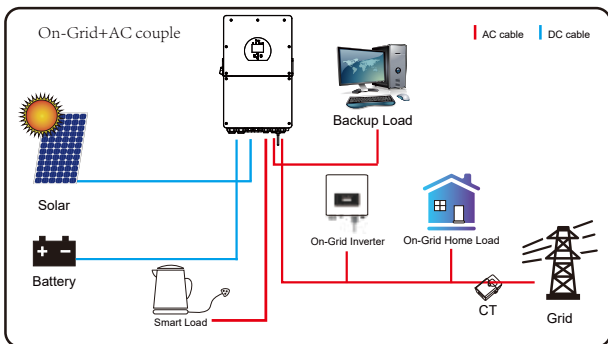 On-Grid+AC couple
AC cable
DC cable
Backup Load
Solar
On-Grid Inverter
On-Grid Home Load
Battery
Smart Load
CT
Grid